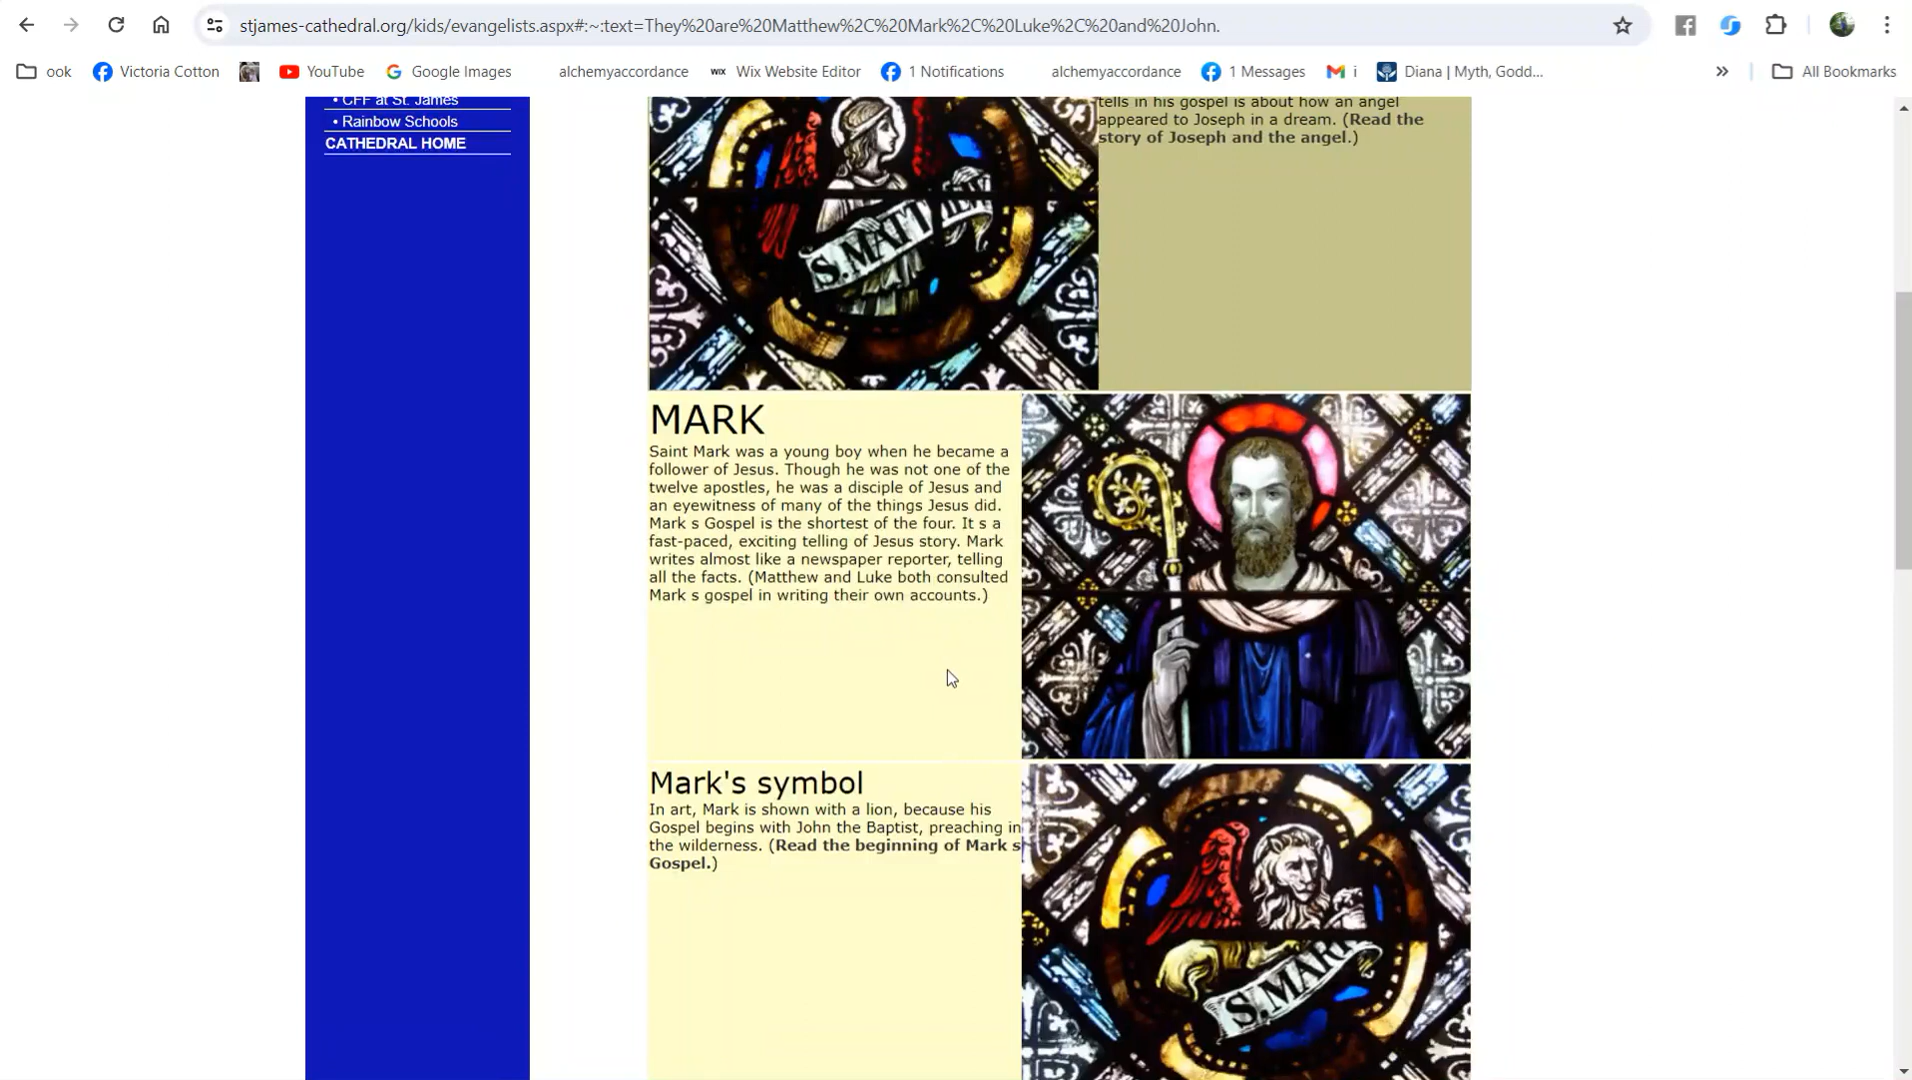 stjames-cathedral.org/kids/evangelists.aspx#:~:text=They%20are%20Matthew%2C%20Mark%2C%20Luke%2C%20and%20John.
ook Victoria Cotton YouTube Google Images alchemyaccordance WiX Wix Website Editor 1 Notifications alchemyaccordance 1 Messages i Diana | Myth, Godd... » All Bookmarks
• CFF at St. James
• Rainbow Schools
CATHEDRAL HOME
tells in his gospel is about how an angel
appeared to Joseph in a dream. (Read the
story of Joseph and the angel.)
S. MATTHEW
MARK
Saint Mark was a young boy when he became a
follower of Jesus. Though he was not one of the
twelve apostles, he was a disciple of Jesus and
an eyewitness of many of the things Jesus did.
Mark s Gospel is the shortest of the four. It s a
fast-paced, exciting telling of Jesus story. Mark
writes almost like a newspaper reporter, telling
all the facts. (Matthew and Luke both consulted
Mark s gospel in writing their own accounts.)
Mark's symbol
In art, Mark is shown with a lion, because his
Gospel begins with John the Baptist, preaching in
the wilderness. (Read the beginning of Mark s
Gospel.)
S. MARK